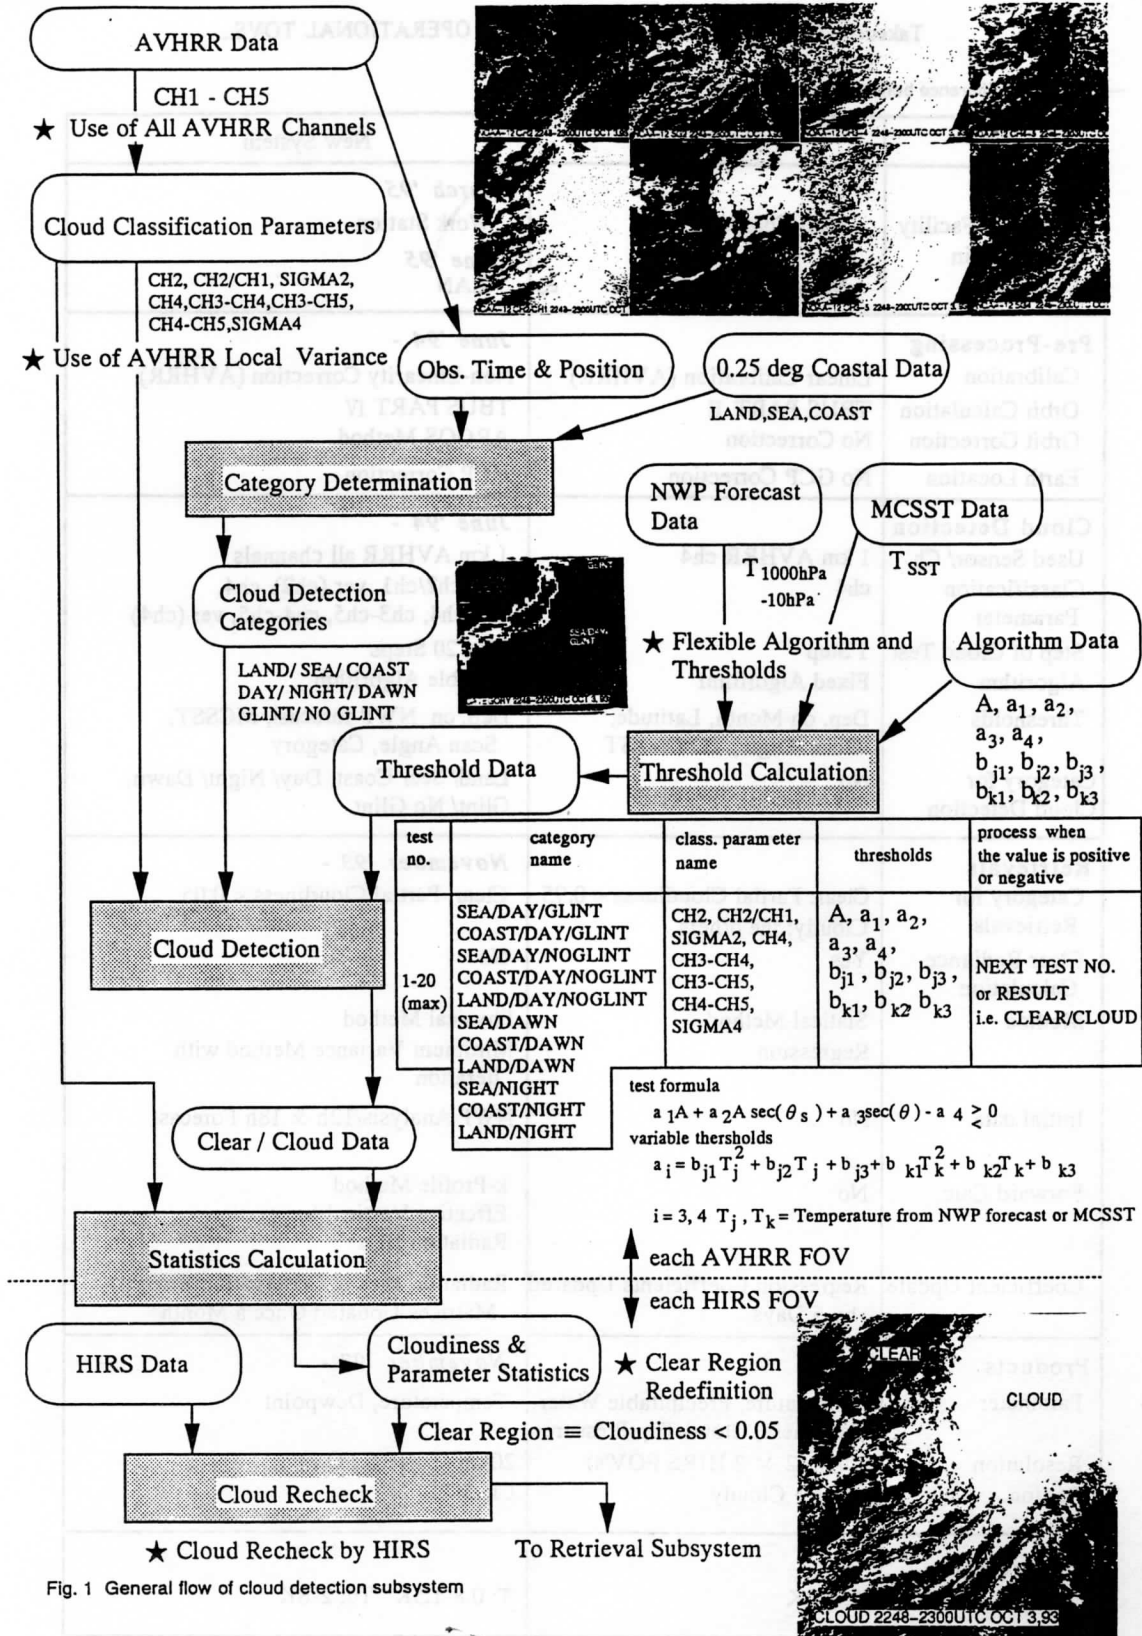 AVHRR Data
CH1 - CH5
★ Use of All AVHRR Channels
Cloud Classification Parameters
CH2, CH2/CH1, SIGMA2,
CH4,CH3-CH4,CH3-CH5,
CH4-CH5,SIGMA4
★ Use of AVHRR Local Variance
Obs. Time & Position
0.25 deg Coastal Data
LAND,SEA,COAST
Category Determination
NWP Forecast
Data
MCSST Data
T 1000hPa
-10hPa
T SST
Cloud Detection
Categories
SEA/DAY/
GLINT
★ Flexible Algorithm and
Thresholds
Algorithm Data
LAND/ SEA/ COAST
DAY/ NIGHT/ DAWN
GLINT/ NO GLINT
A, a1, a2,
a3, a4,
bj1, bj2, bj3,
bk1, bk2, bk3
Threshold Data
Threshold Calculation
test
no.
category
name
class. parameter
name
thresholds
process when
the value is positive
or negative
1-20
(max)
SEA/DAY/GLINT
COAST/DAY/GLINT
SEA/DAY/NOGLINT
COAST/DAY/NOGLINT
LAND/DAY/NOGLINT
SEA/DAWN
COAST/DAWN
LAND/DAWN
SEA/NIGHT
COAST/NIGHT
LAND/NIGHT
CH2, CH2/CH1,
SIGMA2, CH4,
CH3-CH4,
CH3-CH5,
CH4-CH5,
SIGMA4
A, a1, a2,
a3, a4,
bj1, bj2, bj3,
bk1, bk2, bk3
NEXT TEST NO.
or RESULT
i.e. CLEAR/CLOUD
Cloud Detection
Clear / Cloud Data
test formula
a1A + a2A sec(θs) + a3sec(θ) - a4 ≷ 0
variable thersholds
ai = bj1Tj² + bj2Tj + bj3 + bk1Tk² + bk2Tk + bk3
i = 3, 4 Tj, Tk = Temperature from NWP forecast or MCSST
Statistics Calculation
each AVHRR FOV
each HIRS FOV
HIRS Data
Cloudiness &
Parameter Statistics
★ Clear Region
Redefinition
CLEAR
CLOUD
Clear Region ≡ Cloudiness < 0.05
Cloud Recheck
★ Cloud Recheck by HIRS
To Retrieval Subsystem
CLOUD 2248-2300UTC OCT 3,93
Fig. 1 General flow of cloud detection subsystem